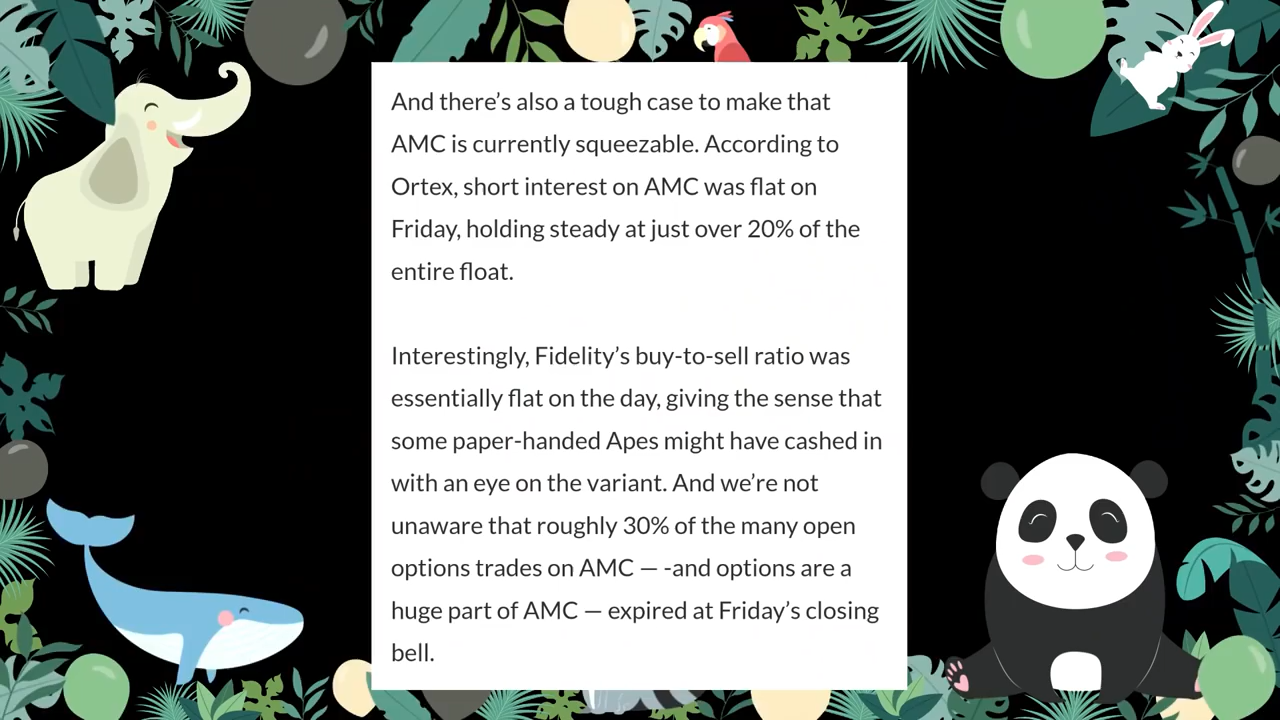 And there’s also a tough case to make that
AMC is currently squeezable. According to
Ortex, short interest on AMC was flat on
Friday, holding steady at just over 20% of the
entire float.
Interestingly, Fidelity’s buy-to-sell ratio was
essentially flat on the day, giving the sense that
some paper-handed Apes might have cashed in
with an eye on the variant. And we’re not
unaware that roughly 30% of the many open
options trades on AMC — -and options are a
huge part of AMC — expired at Friday’s closing
bell.